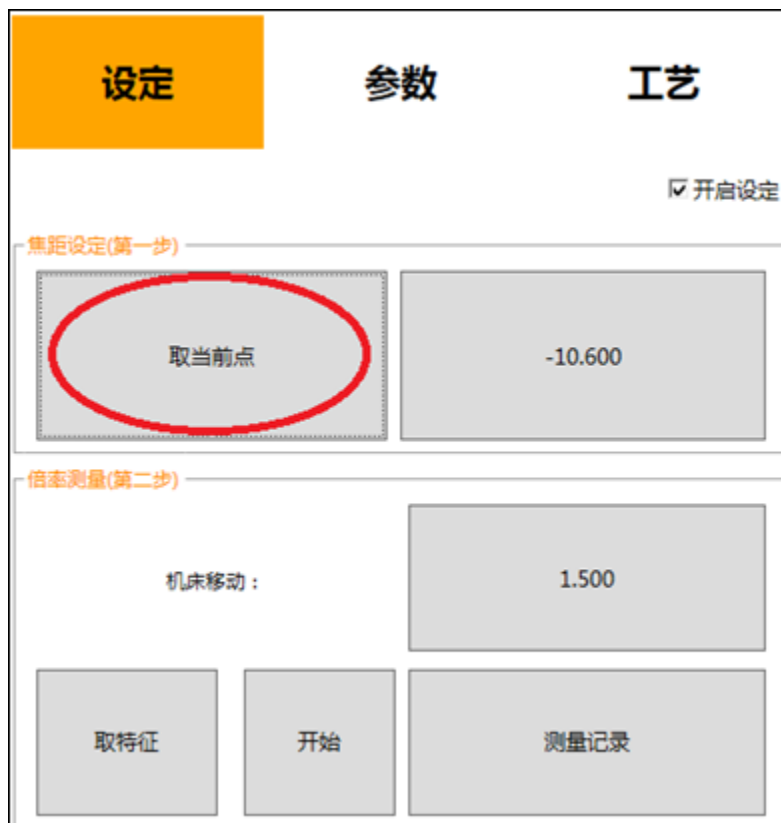 设定 参数 工艺
开启设定
焦距设定(第一步)
取当前点 -10.600
倍率测量(第二步)
机床移动： 1.500
取特征 开始 测量记录